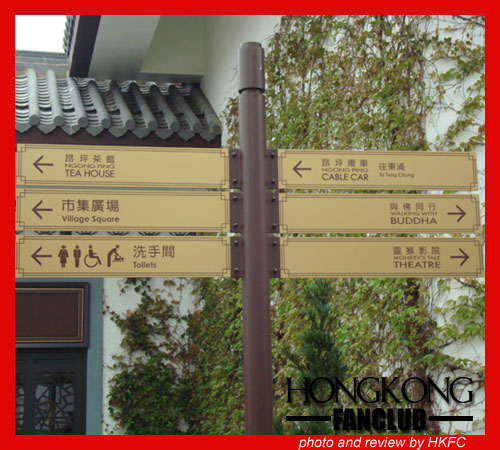 昂坪茶館
NGONG PING
TEA HOUSE
市集廣場
Village Square
洗手間
Toilets
昂坪纜車 往東涌
NGONG PING To Tung Chung
CABLE CAR
與佛同行
WALKING WITH
BUDDHA
靈猴影院
MONKEY'S TALE
THEATRE
HONGKONG
FANCLUB
photo and review by HKFC